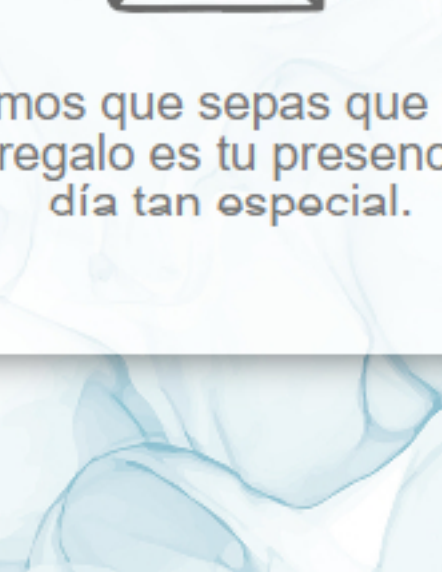 mos que sepas que
regalo es tu presenc
día tan especial.